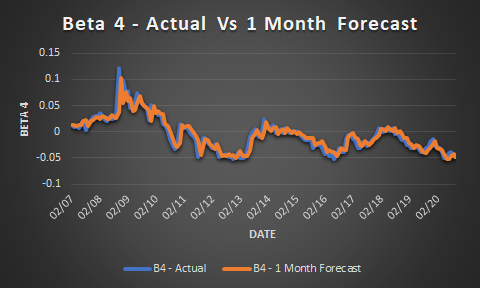 Beta 4 - Actual Vs 1 Month Forecast
0.15
0.1
0.05
0
-0.05
-0.1
BETA 4
02/07 02/08 02/09 02/10 02/11 02/12 02/13 02/14 02/15 02/16 02/17 02/18 02/19 02/20
DATE
B4 - Actual B4 - 1 Month Forecast